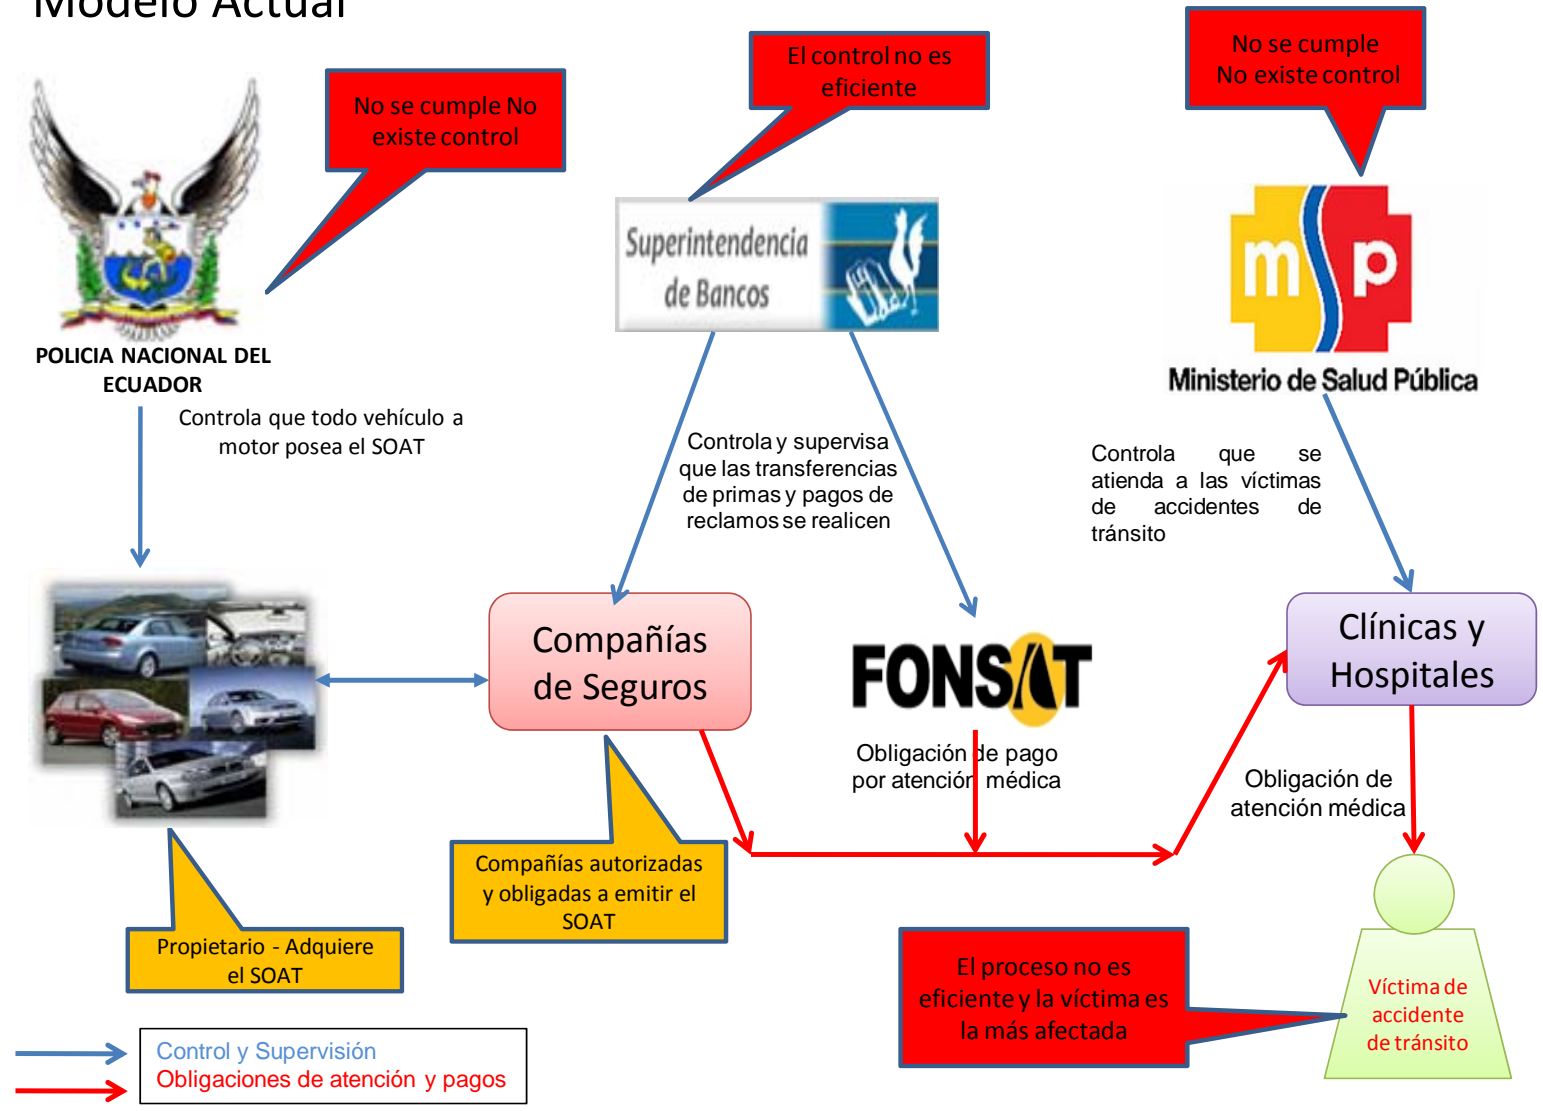 Modelo Actual
No se cumple No
existe control
El control no es
eficiente
No se cumple
No existe control
Superintendencia
de Bancos
m p
Ministerio de Salud Pública
POLICIA NACIONAL DEL
ECUADOR
Controla que todo vehículo a
motor posea el SOAT
Controla y supervisa
que las transferencias
de primas y pagos de
reclamos se realicen
Controla que se
atienda a las víctimas
de accidentes de
tránsito
Compañías
de Seguros
FONSAT
Clínicas y
Hospitales
Obligación de pago
por atención médica
Obligación de
atención médica
Compañías autorizadas
y obligadas a emitir el
SOAT
Propietario - Adquiere
el SOAT
El proceso no es
eficiente y la víctima es
la más afectada
Víctima de
accidente
de tránsito
Control y Supervisión
Obligaciones de atención y pagos